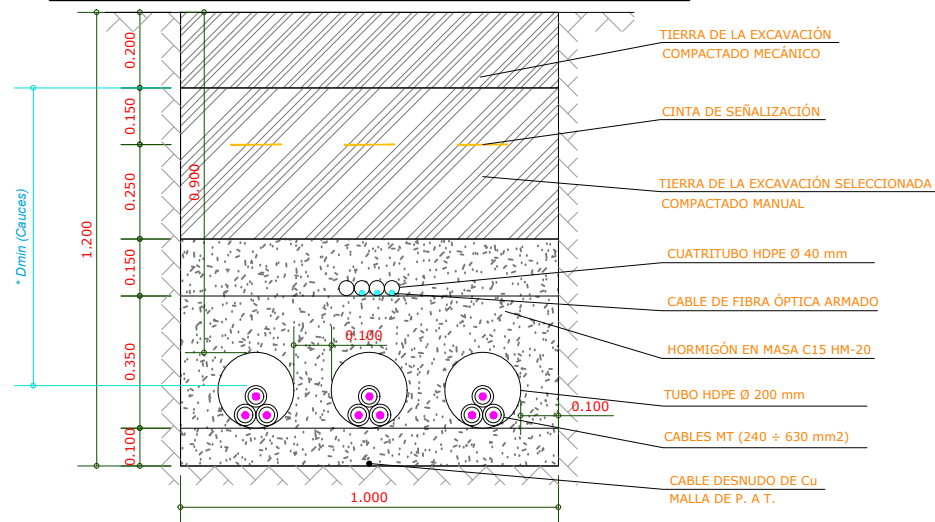 0.200
0.150
0.250
0.150
0.350
0.100
1.200
* Dmin (Cauces)
0.900
0.100
0.100
1.000
TIERRA DE LA EXCAVACIÓN
COMPACTADO MECÁNICO
CINTA DE SEÑALIZACIÓN
TIERRA DE LA EXCAVACIÓN SELECCIONADA
COMPACTADO MANUAL
CUATRITUBO HDPE Ø 40 mm
CABLE DE FIBRA ÓPTICA ARMADO
HORMIGÓN EN MASA C15 HM-20
TUBO HDPE Ø 200 mm
CABLES MT (240 ÷ 630 mm2)
CABLE DESNUDO DE Cu
MALLA DE P. A T.